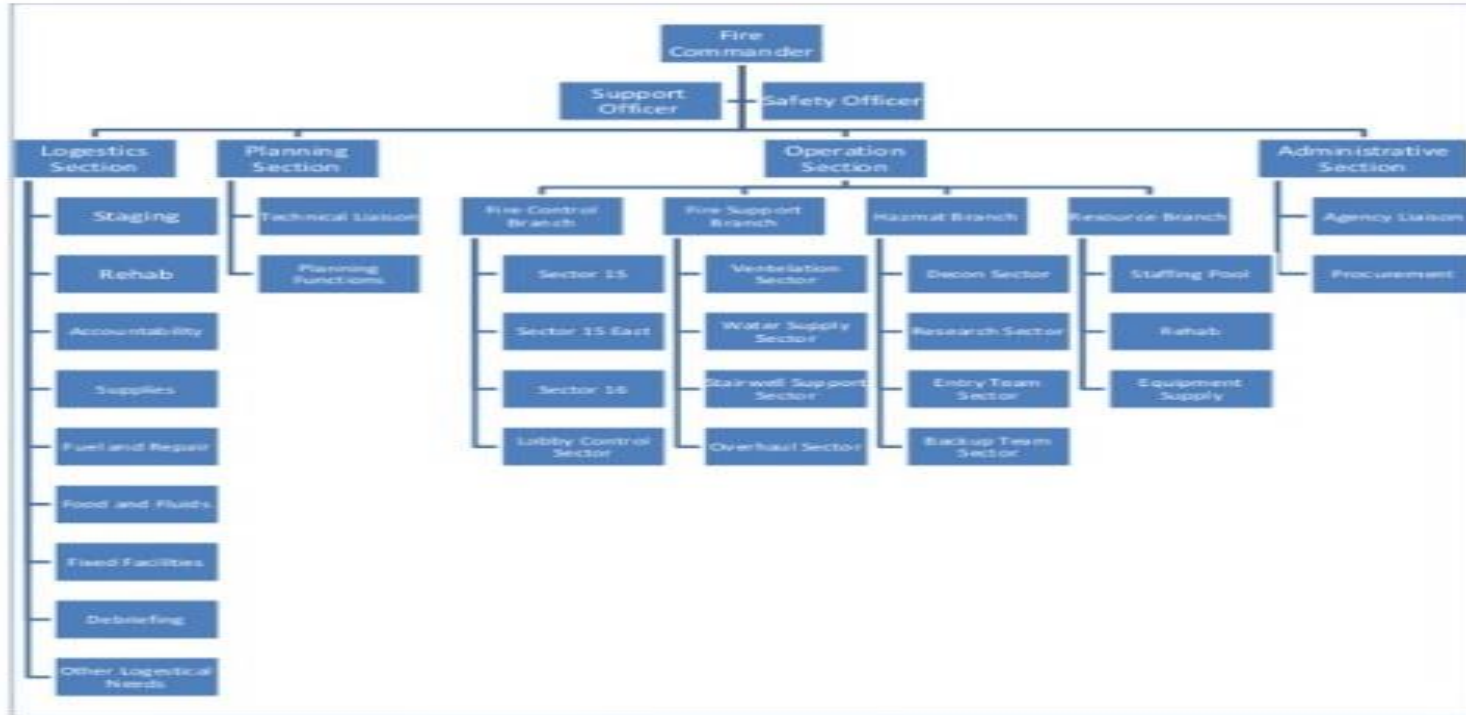 Fire
Commander
Support
Officer
Safety Officer
Logestics
Section
Planning
Section
Operation
Section
Administrative
Section
Staging
Rehab
Accountability
Supplies
Fuel and Repair
Food and Fluids
Fixed Facilities
Debriefing
Other Logestical
Needs
Technical Liaison
Planning
Functions
Fire Control
Branch
Sector 15
Sector 15 East
Sector 16
Lobby Control
Sector
Fire Support
Branch
Ventelation
Sector
Water Supply
Sector
Stairwell Support
Sector
Overhaul Sector
Hazmat Branch
Decon Sector
Research Sector
Entry Team
Sector
Backup Team
Sector
Resource Branch
Staffing Pool
Rehab
Equipment
Supply
Agency Liaison
Procurement